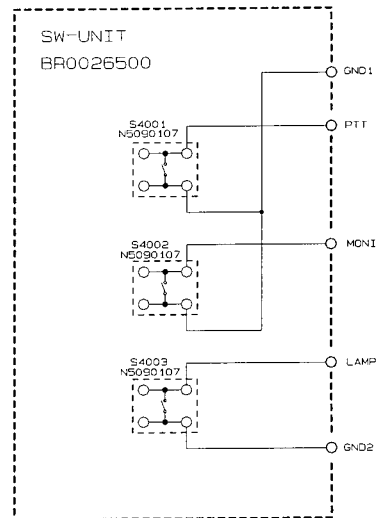 SW-UNIT
BR0026500
GND1
S4001
N5090107
PTT
S4002
N5090107
MONI
S4003
N5090107
LAMP
GND2